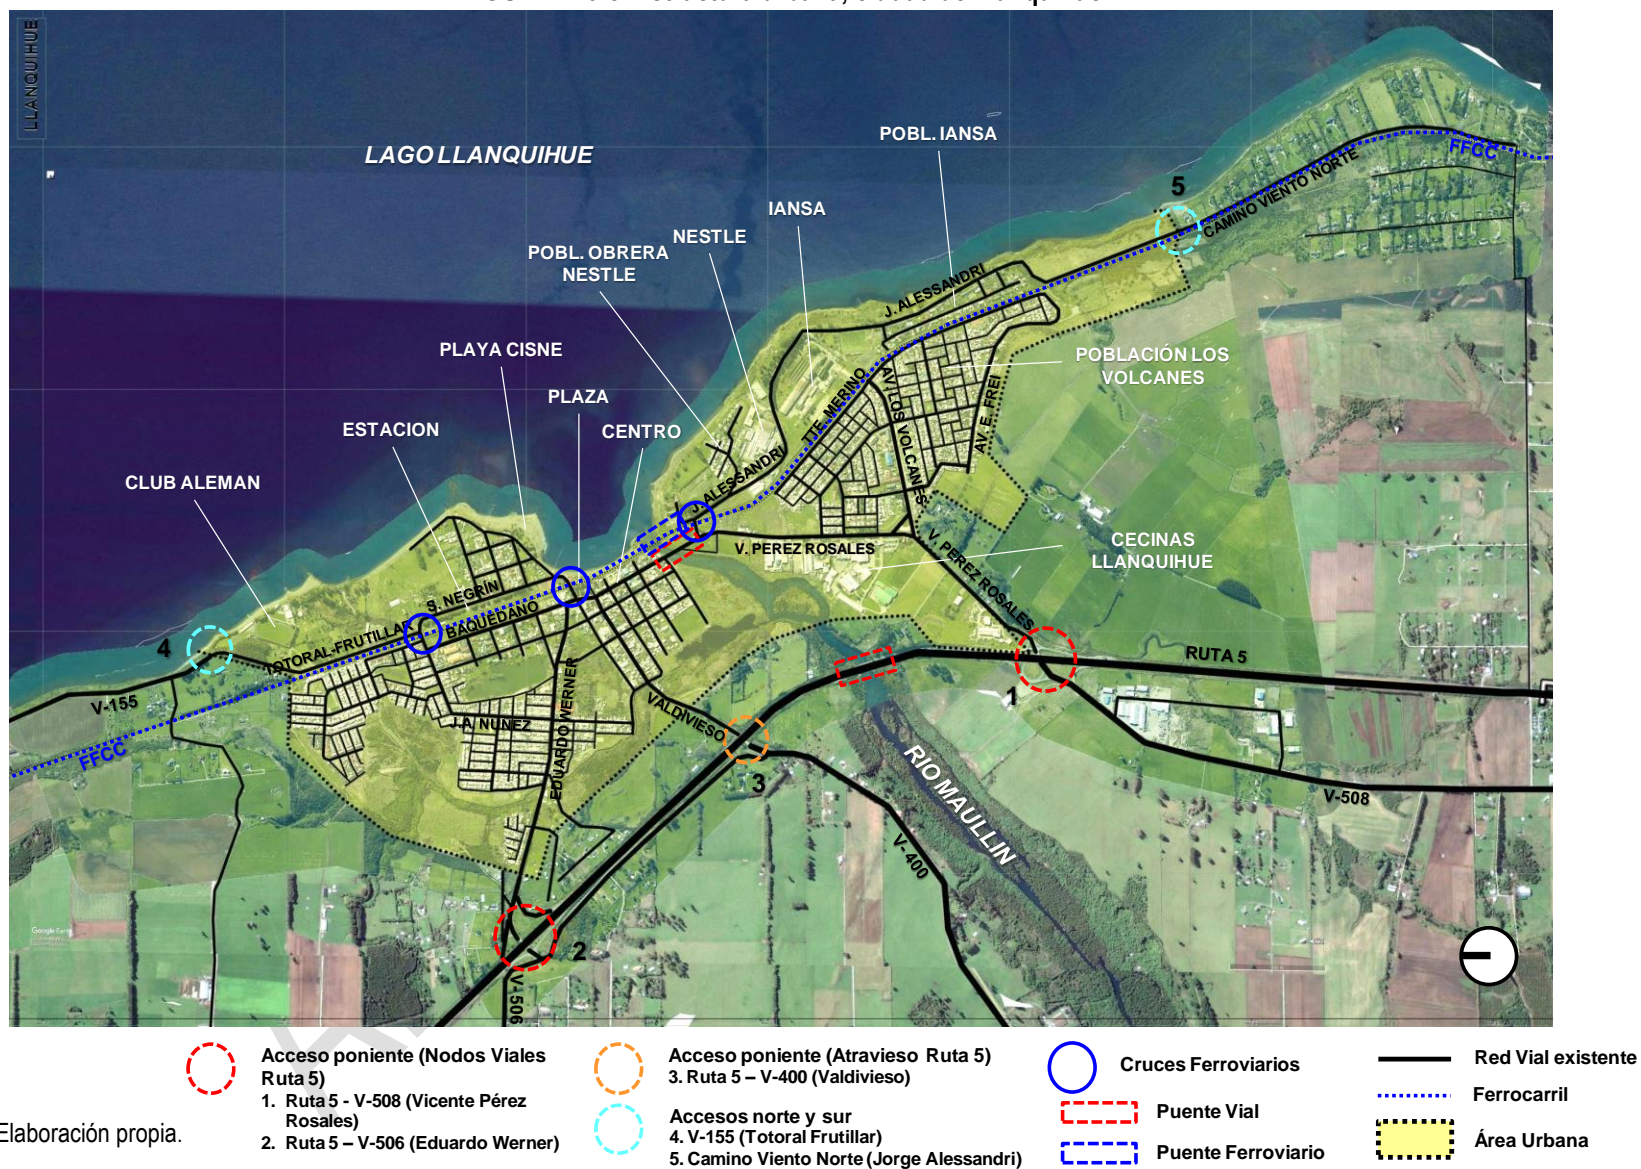 LLANQUIHUE
LAGO LLANQUIHUE
POBL. IANSA
IANSA
NESTLE
POBL. OBRERA
NESTLE
PLAYA CISNE
PLAZA
CENTRO
ESTACION
CLUB ALEMAN
5
FFCC
CAMINO VIENTO NORTE
J. ALESSANDRI
POBLACIÓN LOS
VOLCANES
TTE. MERINO
AV. LOS VOLCANES
AV. E. FREI
J. ALESSANDRI
V. PEREZ ROSALES
CECINAS
LLANQUIHUE
V. PEREZ ROSALES
S. NEGRÍN
BAQUEDANO
TOTORAL-FRUTILLAR
4
V-155
FFCC
J.A. NUÑEZ
EDUARDO WERNER
VALDIVIESO
RUTA 5
1
3
RIO MAULLIN
V-508
V-400
2
V-506
Google Earth
Acceso poniente (Nodos Viales
Ruta 5)
1. Ruta 5 - V-508 (Vicente Pérez
Rosales)
2. Ruta 5 – V-506 (Eduardo Werner)
Acceso poniente (Atravieso Ruta 5)
3. Ruta 5 – V-400 (Valdivieso)
Accesos norte y sur
4. V-155 (Totoral Frutillar)
5. Camino Viento Norte (Jorge Alessandri)
Cruces Ferroviarios
Puente Vial
Puente Ferroviario
Red Vial existente
Ferrocarril
Área Urbana
Elaboración propia.